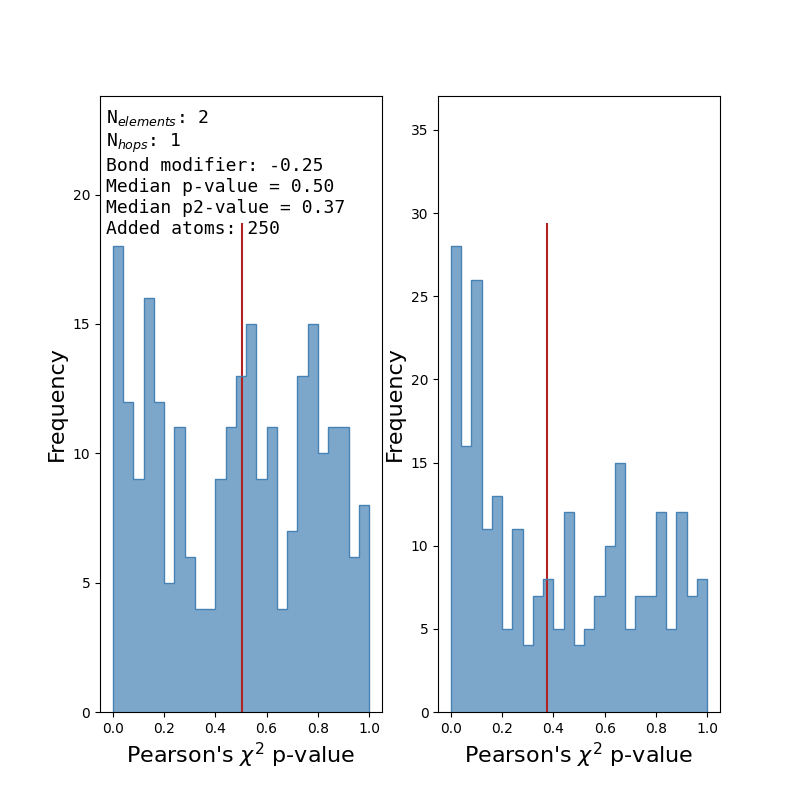 N_elements: 2
N_hops: 1
Bond modifier: -0.25
Median p-value = 0.50
Median p2-value = 0.37
Added atoms: 250
Frequency
20
15
10
5
0
0.0 0.2 0.4 0.6 0.8 1.0
Pearson's χ² p-value
Frequency
35
30
25
20
15
10
5
0
0.0 0.2 0.4 0.6 0.8 1.0
Pearson's χ² p-value